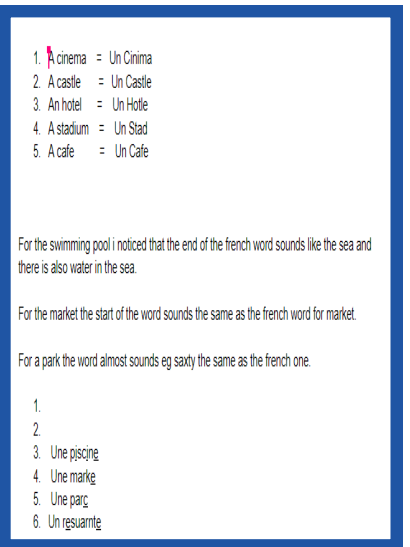 1. A cinema = Un Cinima
2. A castle = Un Castle
3. An hotel = Un Hotle
4. A stadium = Un Stad
5. A cafe = Un Cafe
For the swimming pool i noticed that the end of the french word sounds like the sea and
there is also water in the sea.
For the market the start of the word sounds the same as the french word for market.
For a park the word almost sounds eg saxty the same as the french one.
1.
2.
3. Une piscine
4. Une marke
5. Une parc
6. Un resuarnte